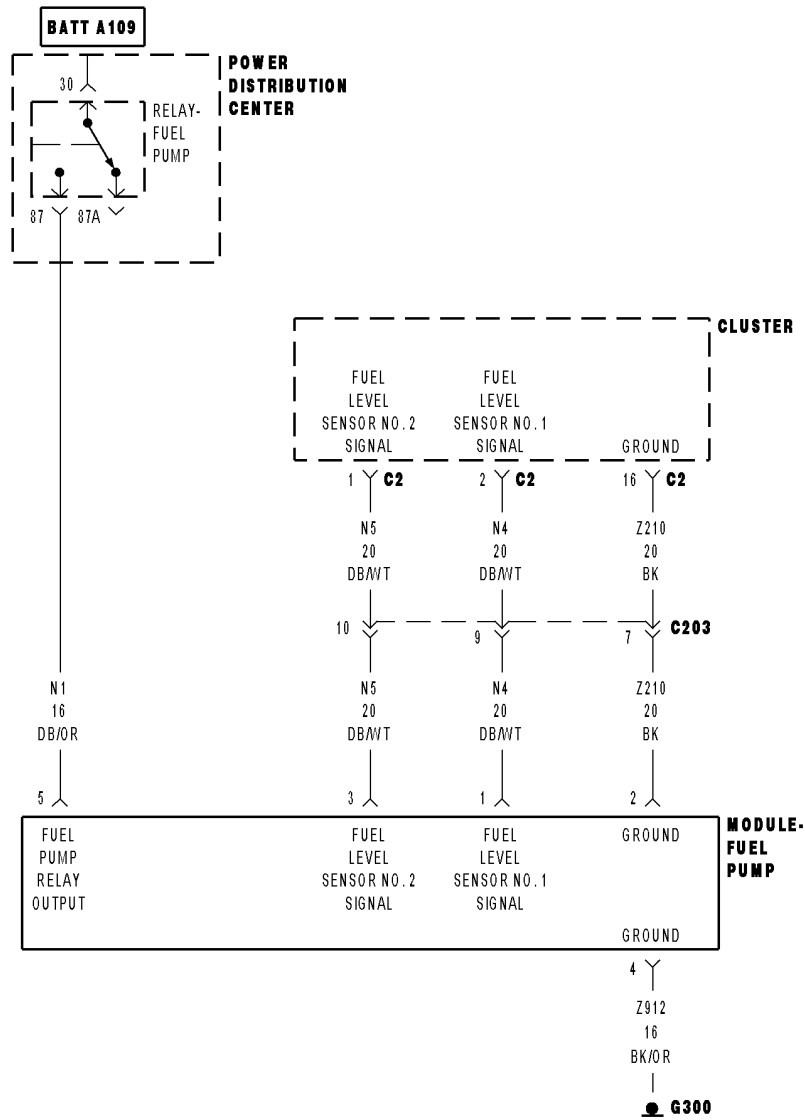 BATT A109
POWER
DISTRIBUTION
CENTER
30
RELAY-
FUEL
PUMP
87 87A
CLUSTER
FUEL FUEL
LEVEL LEVEL
SENSOR NO.2 SENSOR NO.1
SIGNAL SIGNAL GROUND
1 C2 2 C2 16 C2
N5 N4 Z210
20 20 20
DB/WT DB/WT BK
10 9 7 C203
N1 N5 N4 Z210
16 20 20 20
DB/OR DB/WT DB/WT BK
5 3 1 2
MODULE-
FUEL
PUMP
FUEL FUEL FUEL GROUND
PUMP LEVEL LEVEL
RELAY SENSOR NO.2 SENSOR NO.1
OUTPUT SIGNAL SIGNAL
GROUND
4
Z912
16
BK/OR
G300